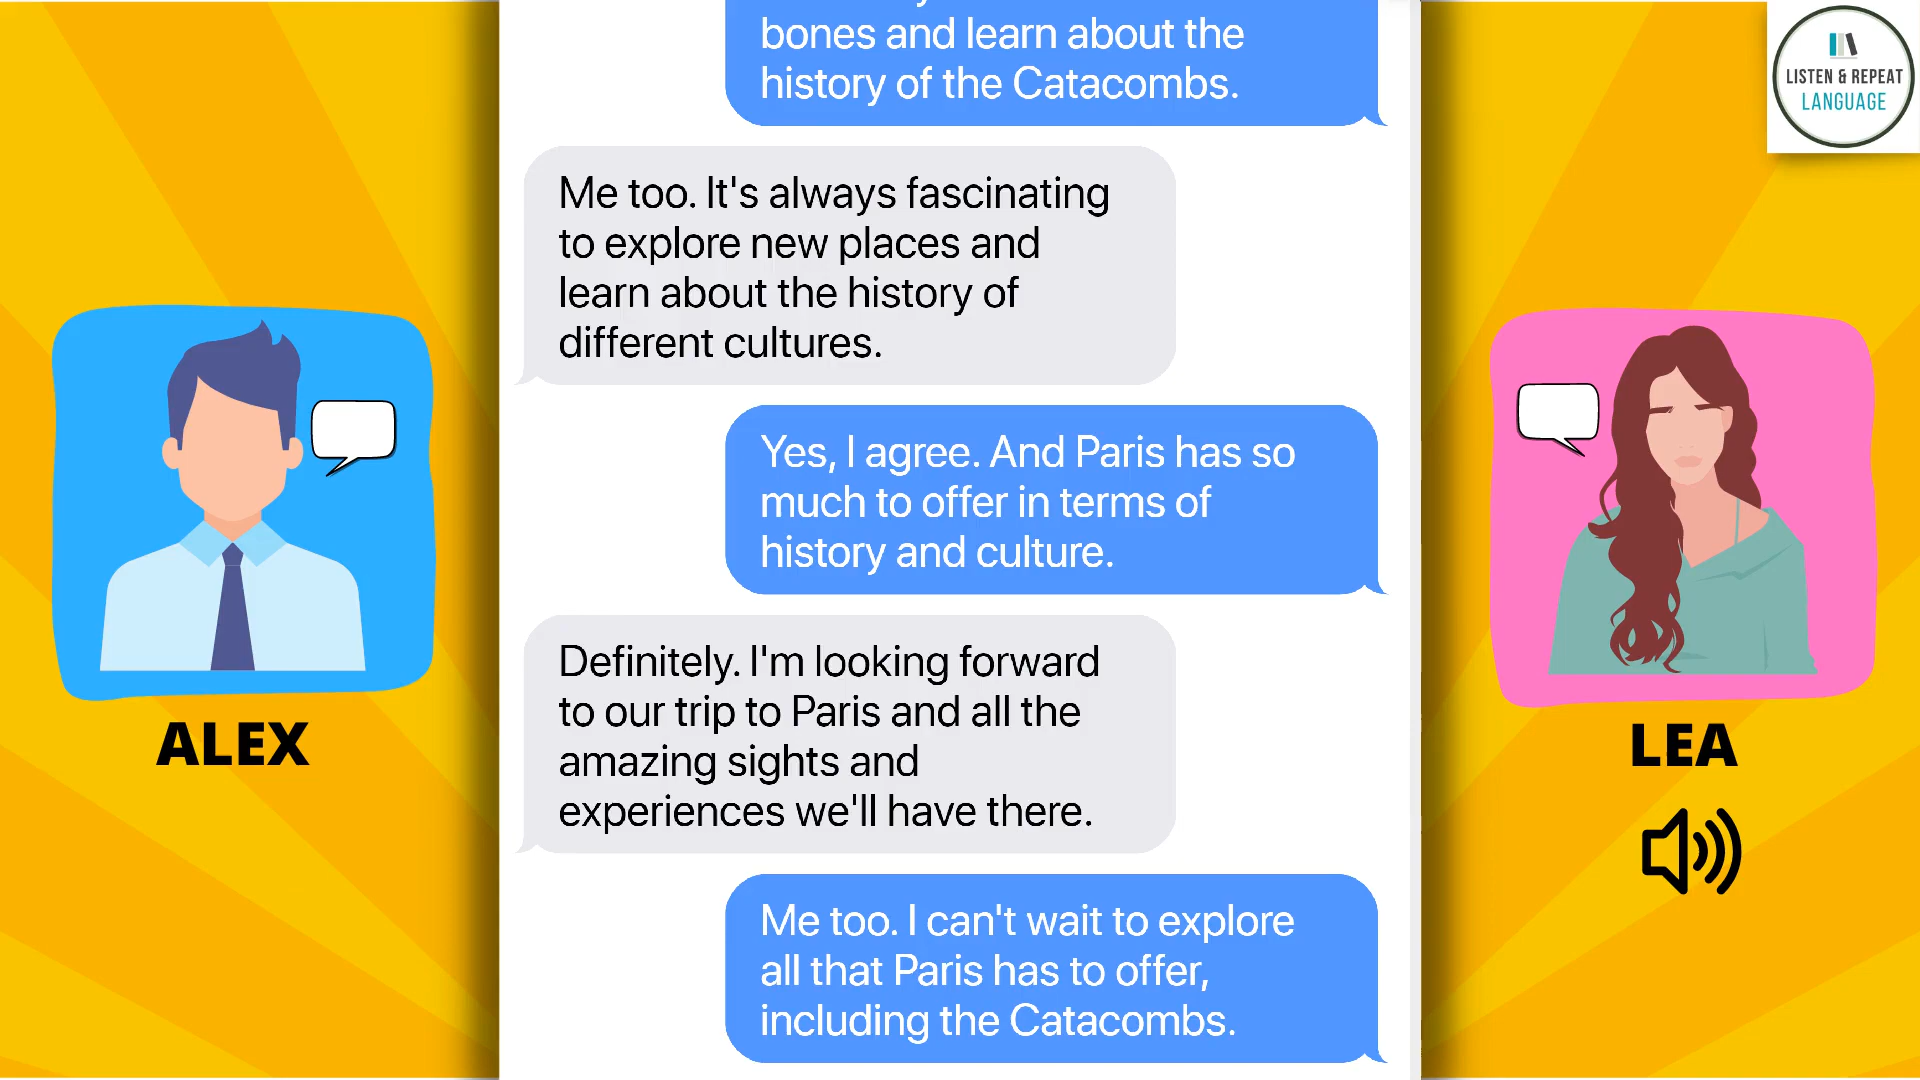 bones and learn about the
history of the Catacombs.
Me too. It's always fascinating
to explore new places and
learn about the history of
different cultures.
Yes, I agree. And Paris has so
much to offer in terms of
history and culture.
Definitely. I'm looking forward
to our trip to Paris and all the
amazing sights and
experiences we'll have there.
Me too. I can't wait to explore
all that Paris has to offer,
including the Catacombs.
ALEX
LEA
LISTEN & REPEAT
LANGUAGE